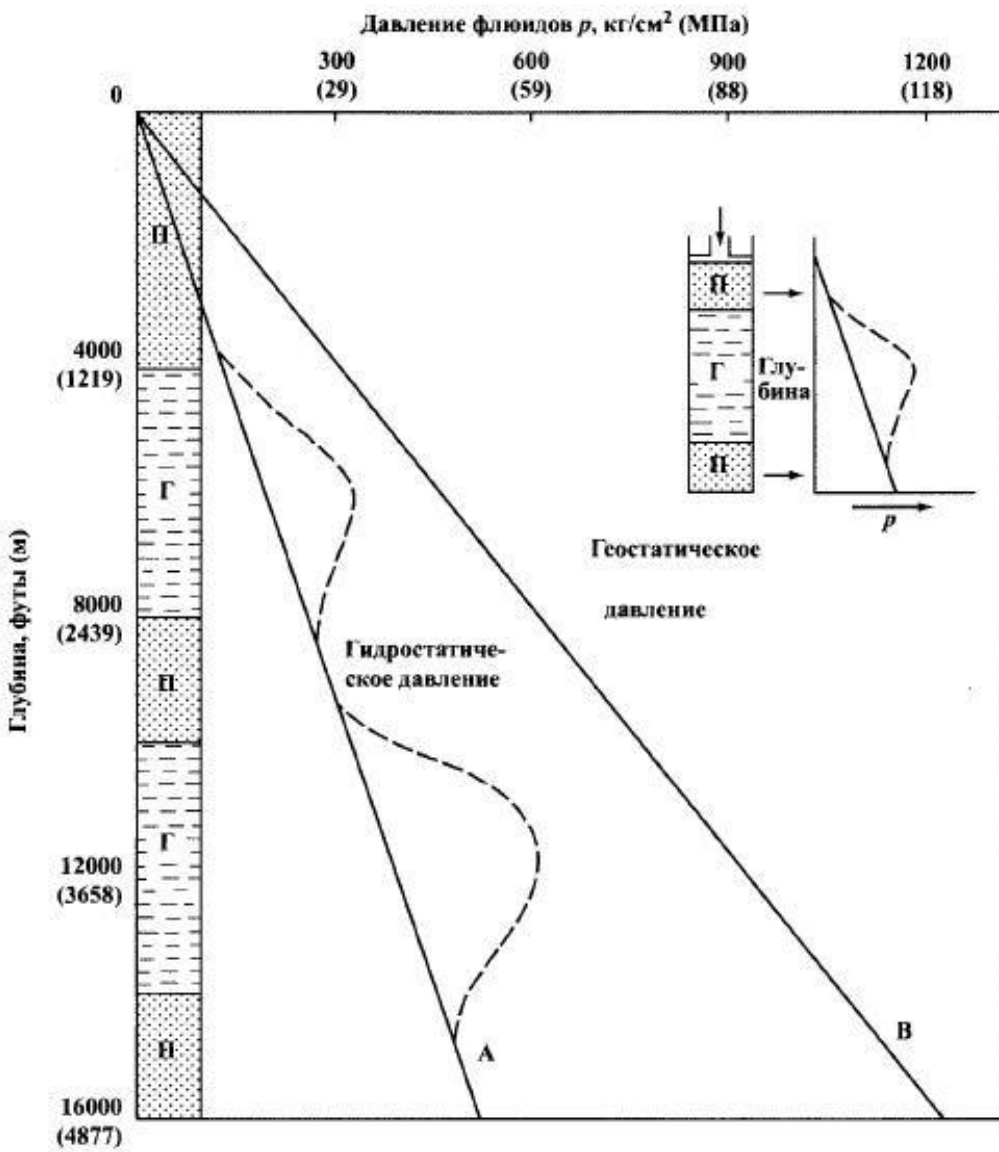 Давление флюидов p, кг/см² (МПа)
300 600 900 1200
(29) (59) (88) (118)
0
П
4000
(1219)
Г
8000
(2439)
П
Г
12000
(3658)
П
16000
(4877)
Глубина, футы (м)
Гидростатиче-
ское давление
Геостатическое
давление
A
B
П
Г
П
Глу-
бина
p